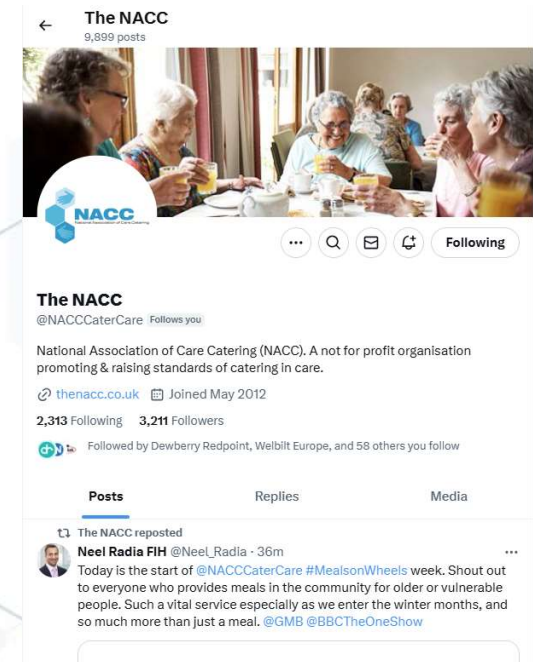 The NACC
9,899 posts
NACC
National Association of Care Catering
Following
The NACC
@NACCCaterCare Follows you
National Association of Care Catering (NACC). A not for profit organisation
promoting & raising standards of catering in care.
thenacc.co.uk Joined May 2012
2,313 Following 3,211 Followers
Followed by Dewberry Redpoint, Welbilt Europe, and 58 others you follow
Posts Replies Media
The NACC reposted
Neel Radia FIH @Neel_Radia · 36m
Today is the start of @NACCCaterCare #MealsonWheels week. Shout out
to everyone who provides meals in the community for older or vulnerable
people. Such a vital service especially as we enter the winter months, and
so much more than just a meal. @GMB @BBCTheOneShow